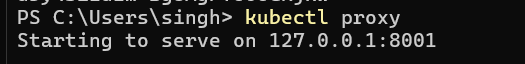 PS C:\Users\singh> kubectl proxy
Starting to serve on 127.0.0.1:8001